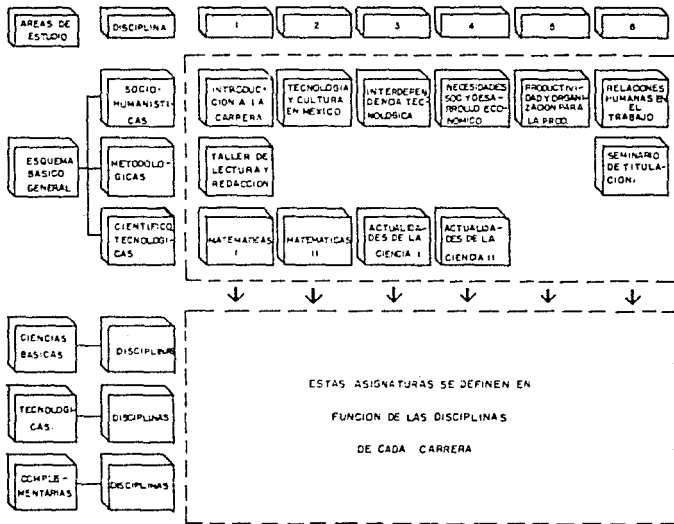 AREAS DE
ESTUDIO
DISCIPLINA
1
2
3
4
5
6
SOCIO-
HUMANISTI-
CAS
INTRODUC-
CION A LA
CARRERA
TECNOLOGIA
Y CULTURA
EN MEXICO
INTERDEPEN
DENCIA TEC-
NOLOGICA
NECESIDADES
SOC Y DESA-
RROLLO ECO-
NOMICO
PRODUCTIVI-
DAD Y ORGANI-
ZACION PARA
LA PROD.
RELACIONES
HUMANAS EN
EL
TRABAJO
ESQUEMA
BASICO
GENERAL
METODOLO-
GICAS
TALLER DE
LECTURA Y
REDACCION
SEMINARIO
DE TITULA-
CION
CIENTIFICO
TECNOLOGI-
CAS
MATEMATICAS
I
MATEMATICAS
II
ACTUALIDA-
DES DE LA
CIENCIA I
ACTUALIDA-
DES DE LA
CIENCIA II
CIENCIAS
BASICAS
DISCIPLINAS
TECNOLOGI-
CAS.
DISCIPLINAS
COMPLE-
MENTARIAS
DISCIPLINAS
ESTAS ASIGNATURAS SE DEFINEN EN
FUNCION DE LAS DISCIPLINAS
DE CADA CARRERA